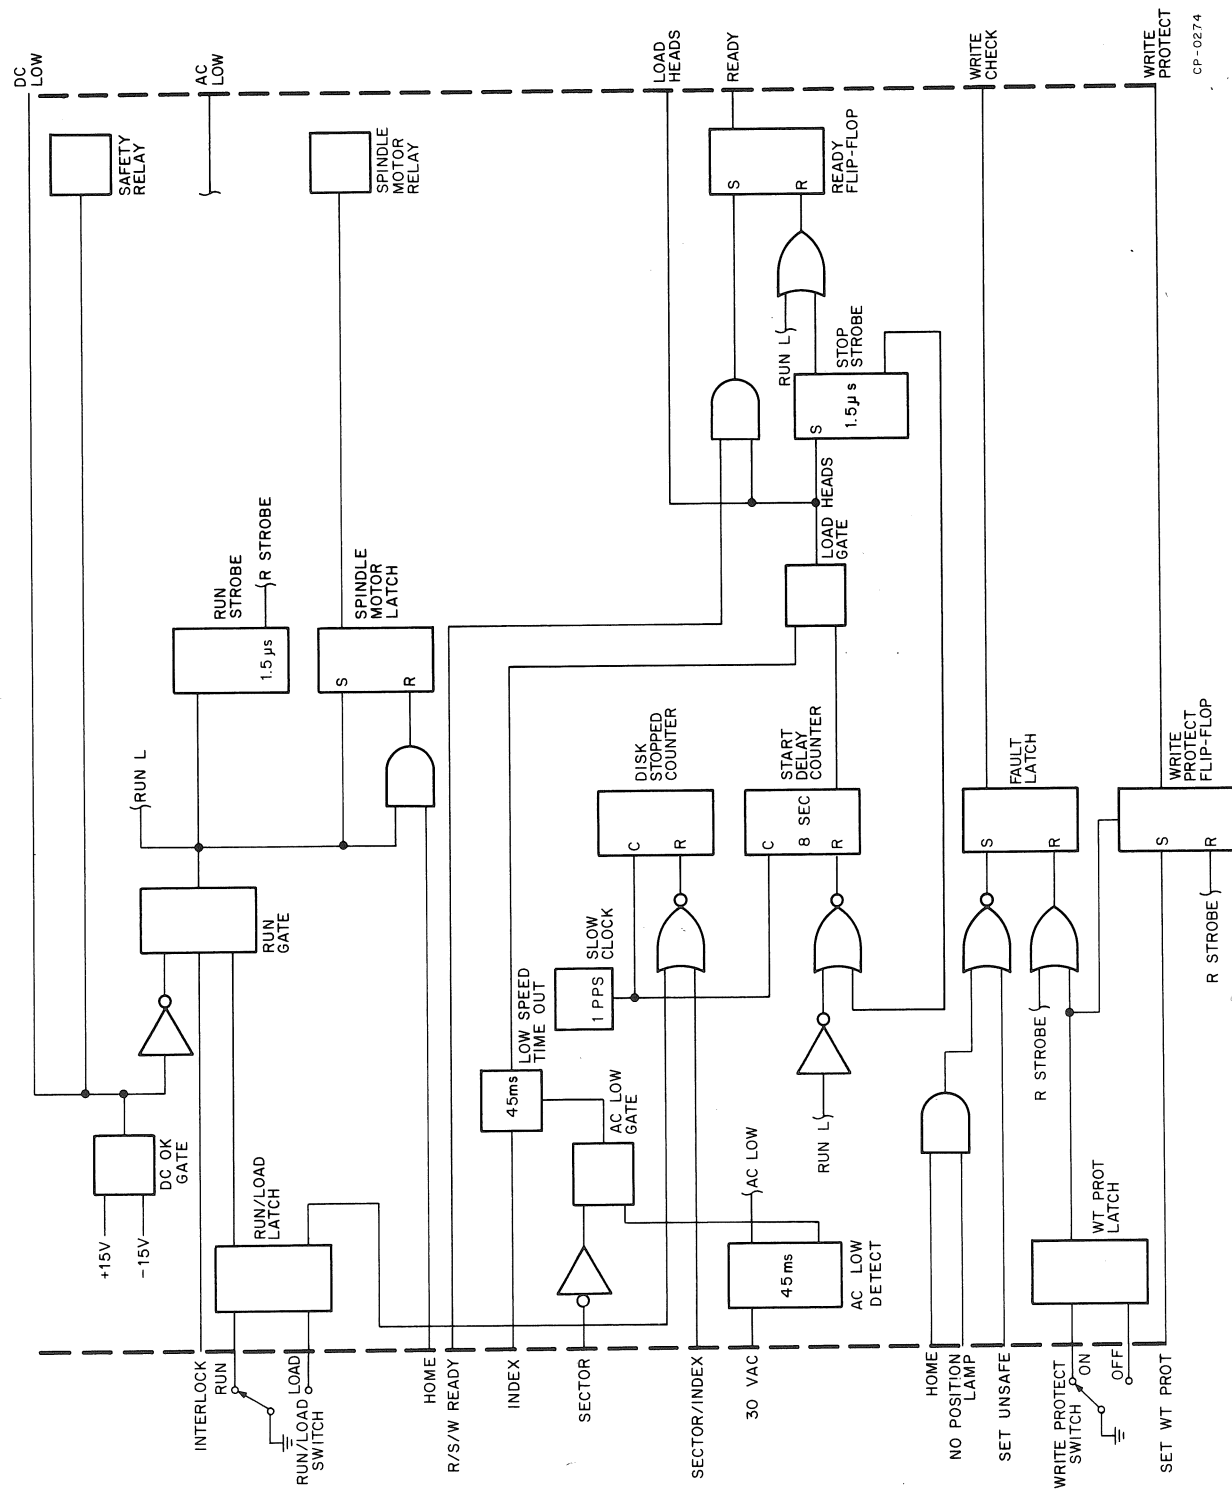 DC
LOW
AC
LOW
LOAD
HEADS
READY
WRITE
CHECK
WRITE
PROTECT
CP-0274
SAFETY
RELAY
SPINDLE
MOTOR
RELAY
S
R
READY
FLIP-FLOP
RUN L
STOP
STROBE
S
1.5µs
LOAD HEADS
GATE
RUN
STROBE
1.5µs
R STROBE
SPINDLE
MOTOR
LATCH
S
R
RUN L
RUN
GATE
DISK
STOPPED
COUNTER
C
R
START
DELAY
COUNTER
C
8 SEC
R
FAULT
LATCH
S
R
WRITE
PROTECT
FLIP-FLOP
S
R
R STROBE
SLOW
CLOCK
1 PPS
LOW SPEED
TIME OUT
45ms
AC LOW
GATE
RUN L
R STROBE
+15V
-15V
DC OK
GATE
RUN/LOAD
LATCH
AC LOW
45ms
AC LOW
DETECT
WT PROT
LATCH
INTERLOCK
RUN
LOAD
RUN/LOAD
SWITCH
HOME
R/S/W READY
INDEX
SECTOR
SECTOR/INDEX
30 VAC
HOME
NO POSITION
LAMP
SET UNSAFE
WRITE PROTECT
SWITCH
ON
OFF
SET WT PROT